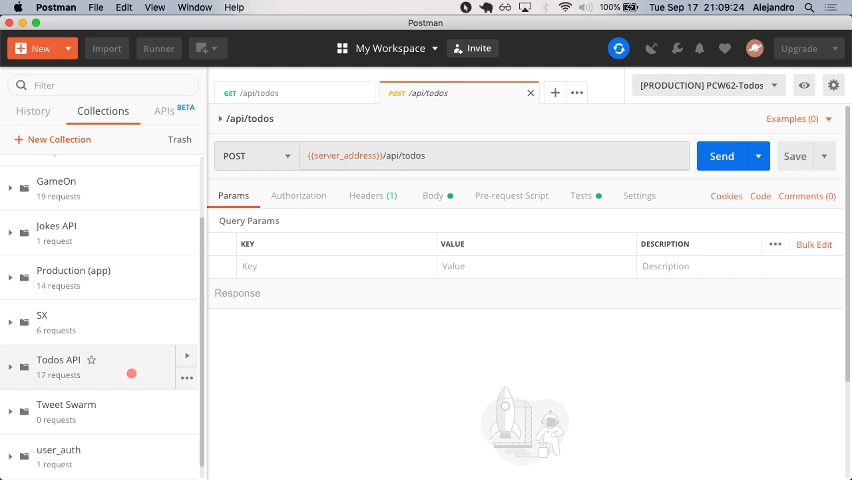 Postman File Edit View Window Help 100% Tue Sep 17 21:09:24 Alejandro
Postman
New Import Runner My Workspace Invite Upgrade
Filter
History Collections APIs BETA
+ New Collection Trash
GameOn
19 requests
Jokes API
1 request
Production (app)
14 requests
SX
6 requests
Todos API
17 requests
Tweet Swarm
0 requests
user_auth
1 request
GET /api/todos POST /api/todos [PRODUCTION] PCW62-Todos
/api/todos Examples (0)
POST {{server_address}}/api/todos Send Save
Params Authorization Headers (1) Body Pre-request Script Tests Settings Cookies Code Comments (0)
Query Params
KEY VALUE DESCRIPTION Bulk Edit
Key Value Description
Response